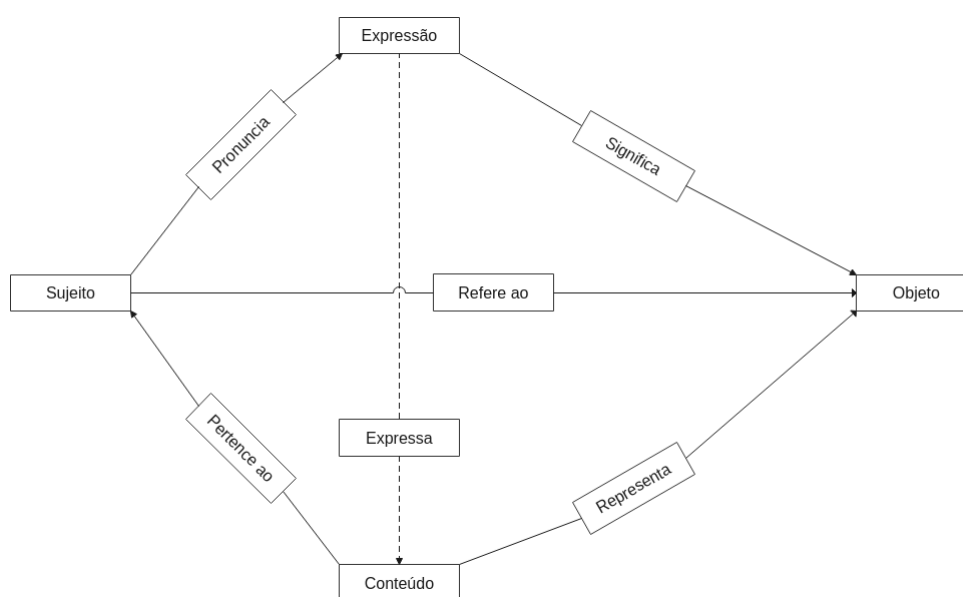 Expressão
Pronuncia
Significa
Sujeito
Refere ao
Objeto
Pertence ao
Expressa
Representa
Conteúdo